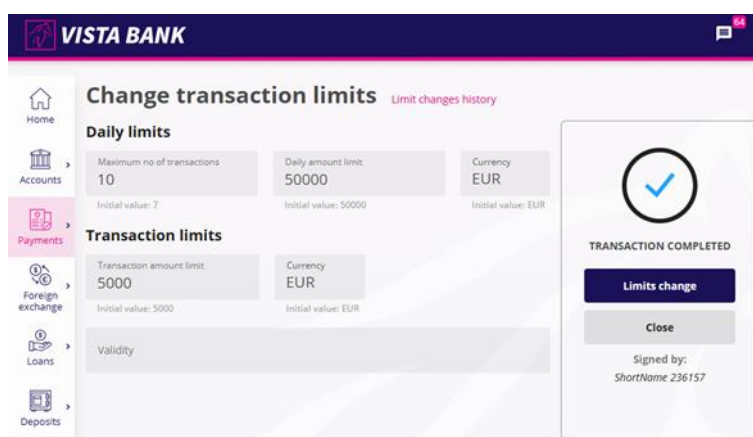 VISTA BANK
64
Home
Accounts
Payments
Foreign
exchange
Loans
Deposits
Change transaction limits Limit changes history
Daily limits
Maximum no of transactions Daily amount limit Currency
10 50000 EUR
Initial value: 7 Initial value: 50000 Initial value: EUR
Transaction limits
Transaction amount limit Currency
5000 EUR
Initial value: 5000 Initial value: EUR
Validity
TRANSACTION COMPLETED
Limits change
Close
Signed by:
ShortName 236157